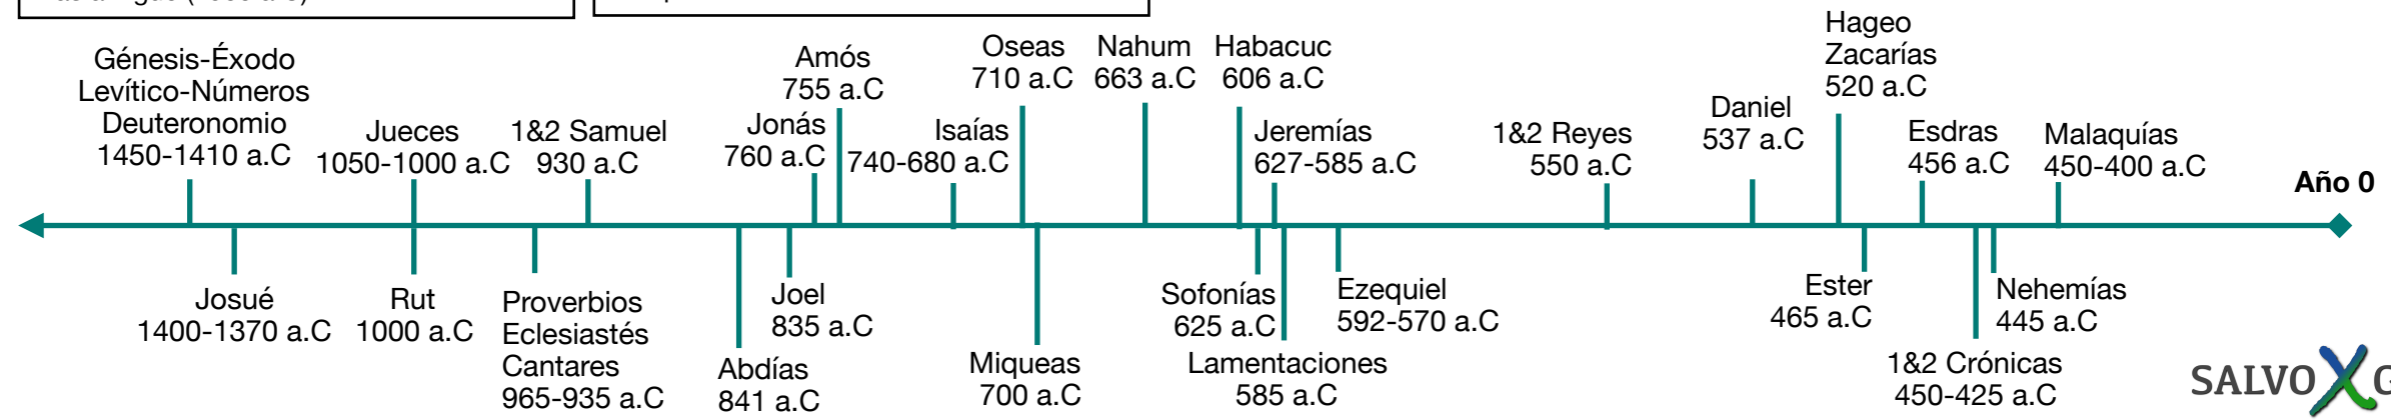 Génesis-Éxodo
Levítico-Números
Deuteronomio
1450-1410 a.C
Jueces
1050-1000 a.C
1&2 Samuel
930 a.C
Jonás
760 a.C
Amós
755 a.C
Isaías
740-680 a.C
Oseas
710 a.C
Nahum
663 a.C
Habacuc
606 a.C
Jeremías
627-585 a.C
1&2 Reyes
550 a.C
Daniel
537 a.C
Hageo
Zacarías
520 a.C
Esdras
456 a.C
Malaquías
450-400 a.C
Año 0
Josué
1400-1370 a.C
Rut
1000 a.C
Proverbios
Eclesiastés
Cantares
965-935 a.C
Abdías
841 a.C
Joel
835 a.C
Miqueas
700 a.C
Sofonías
625 a.C
Lamentaciones
585 a.C
Ezequiel
592-570 a.C
Ester
465 a.C
1&2 Crónicas
450-425 a.C
Nehemías
445 a.C
SALVO X G